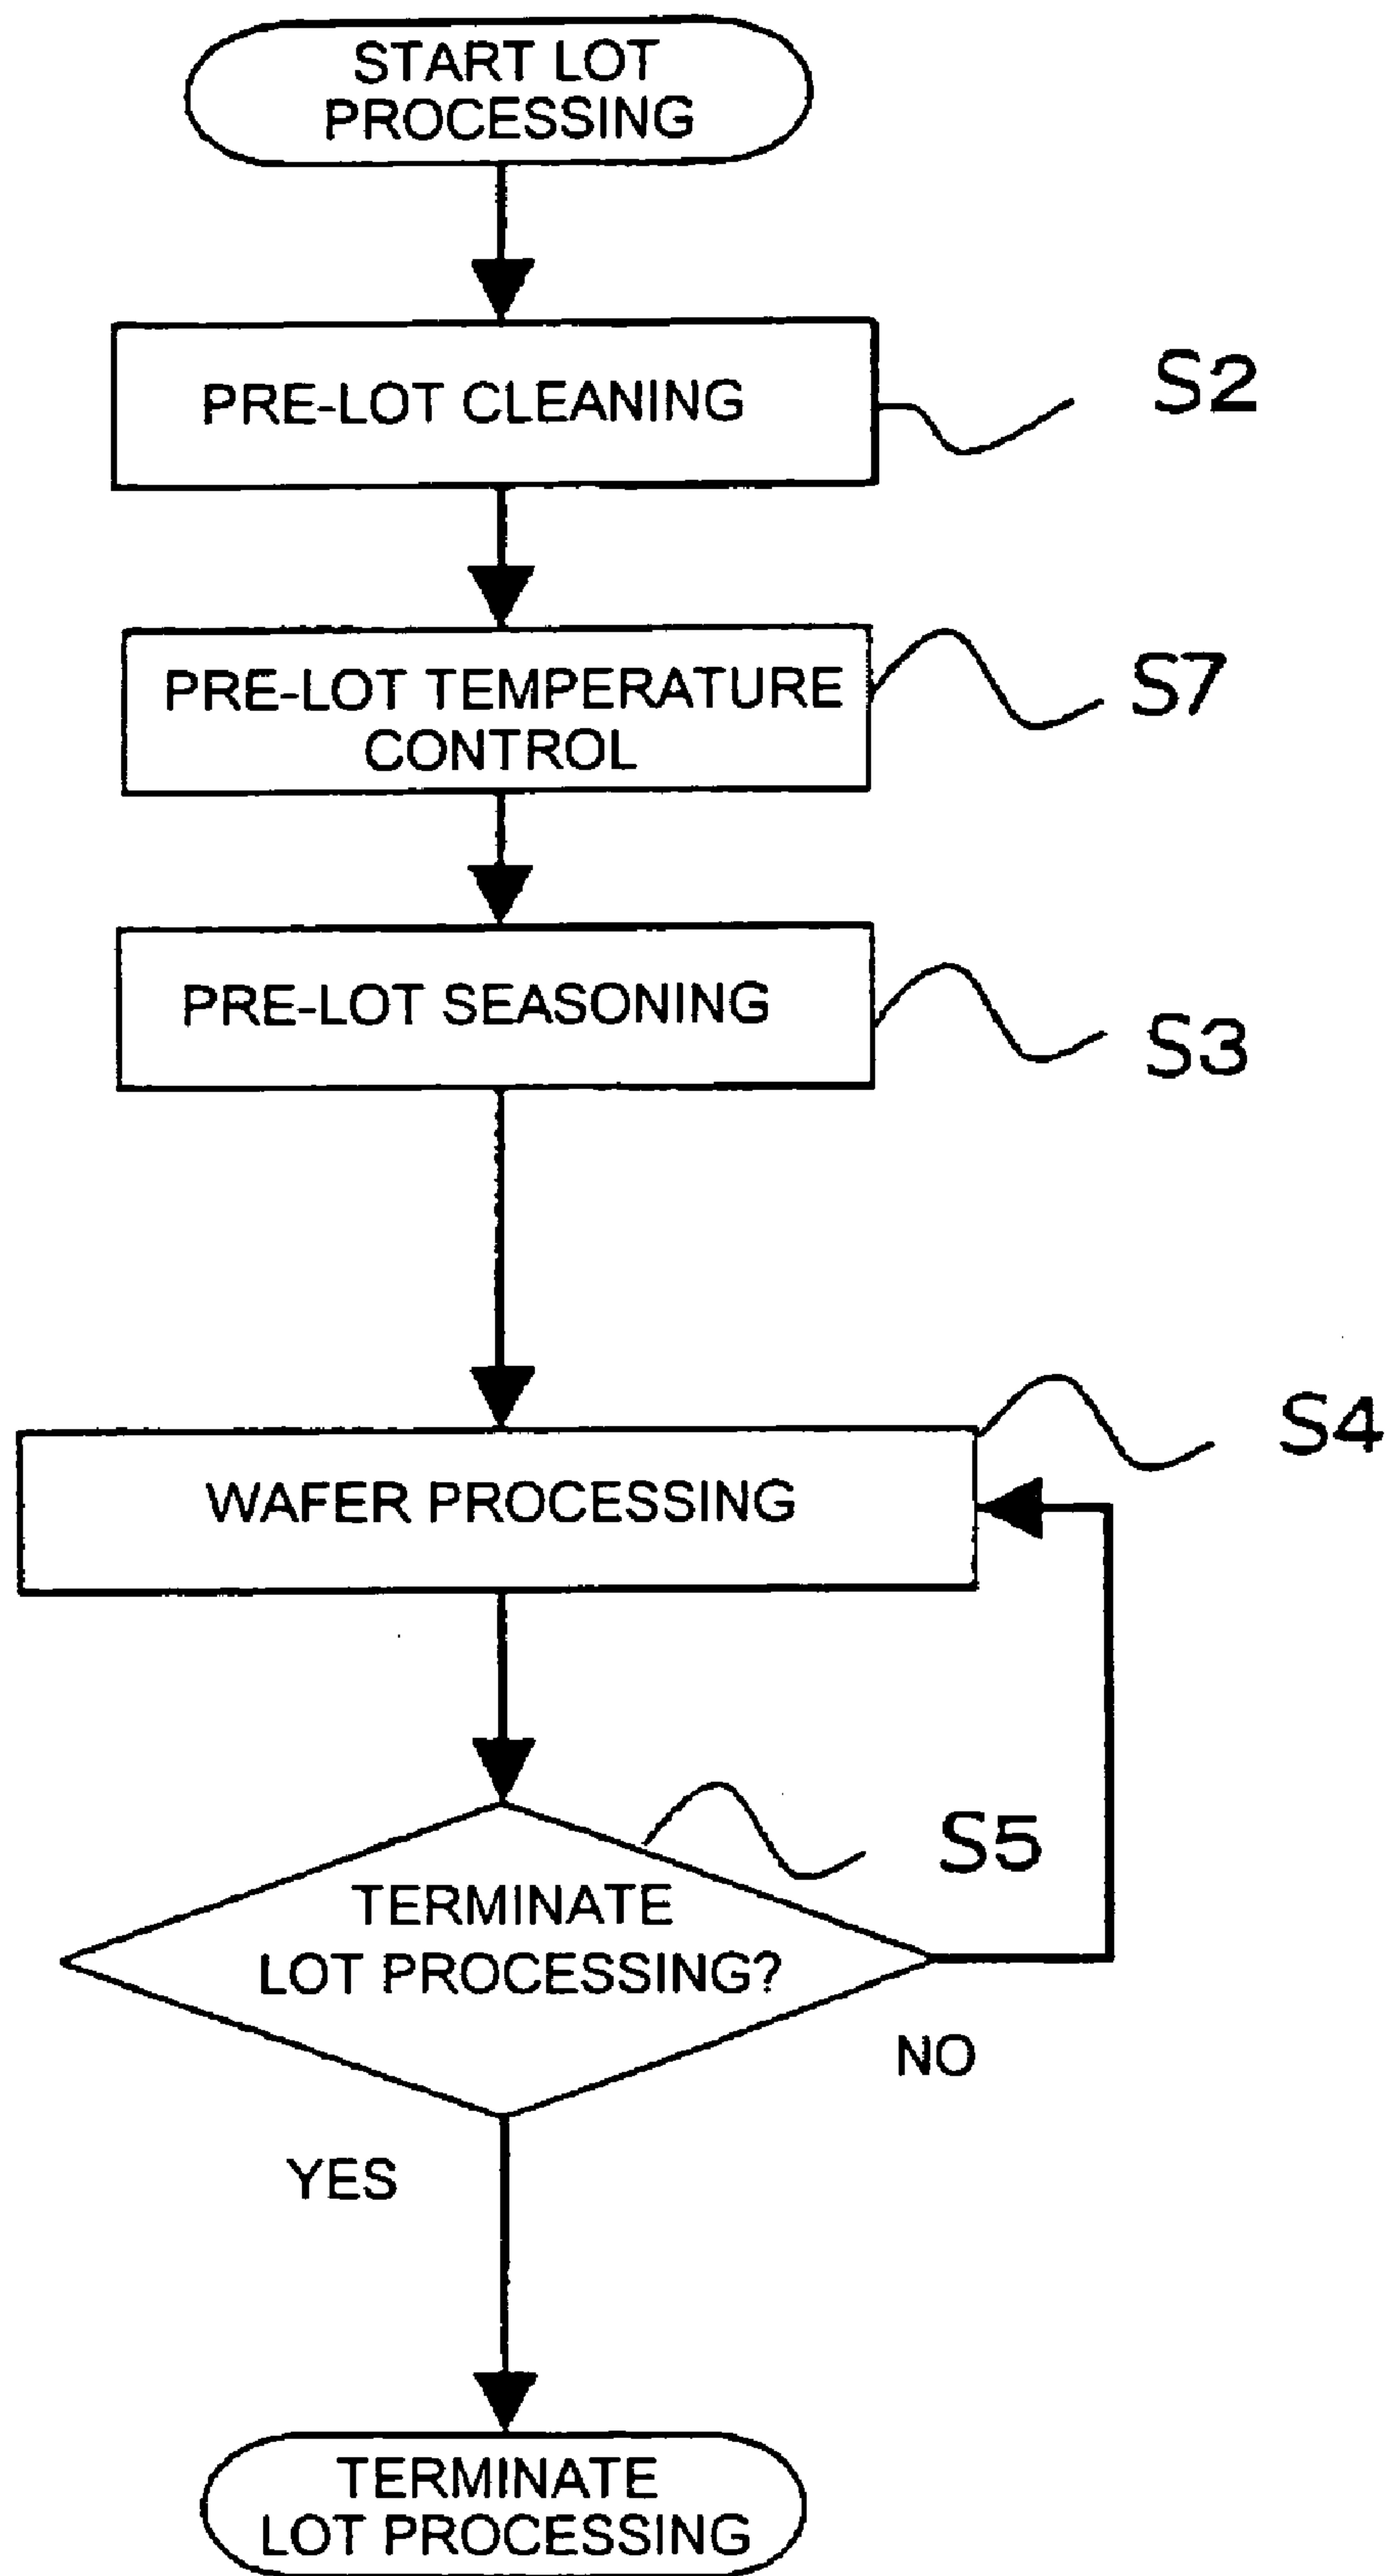 START LOT
PROCESSING
PRE-LOT CLEANING
S2
PRE-LOT TEMPERATURE
CONTROL
S7
PRE-LOT SEASONING
S3
WAFER PROCESSING
S4
S5
TERMINATE
LOT PROCESSING?
NO
YES
TERMINATE
LOT PROCESSING